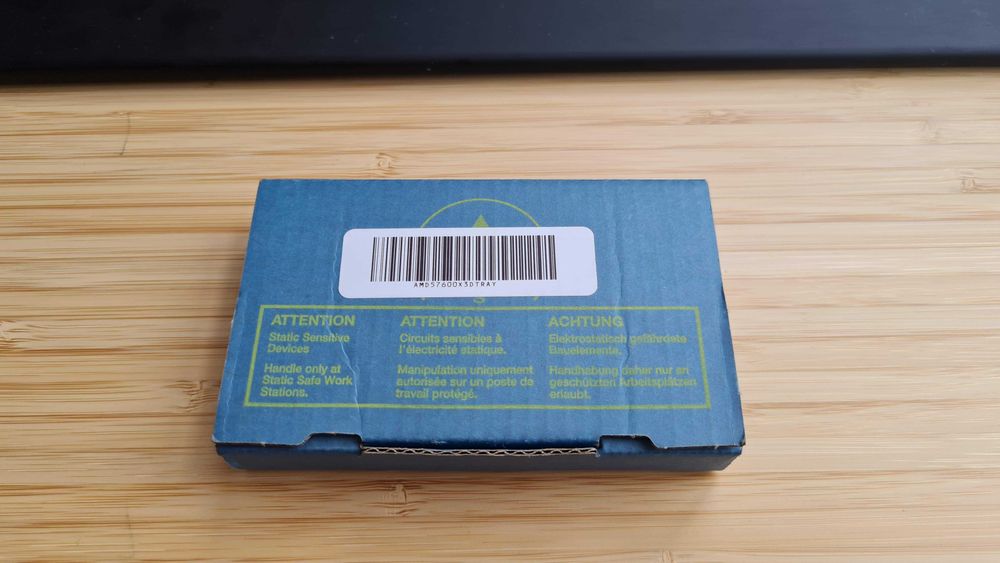 AMD57600X3DTRAY
S
ATTENTION
Static Sensitive
Devices
Handle only at
Static Safe Work
Stations.
ATTENTION
Circuits sensibles à
l'électricité statique.
Manipulation uniquement
autorisée sur un poste de
travail protégé.
ACHTUNG
Elektrostatisch gefährdete
Bauelemente.
Handhabung daher nur an
geschützten Arbeitsplätzen
erlaubt.